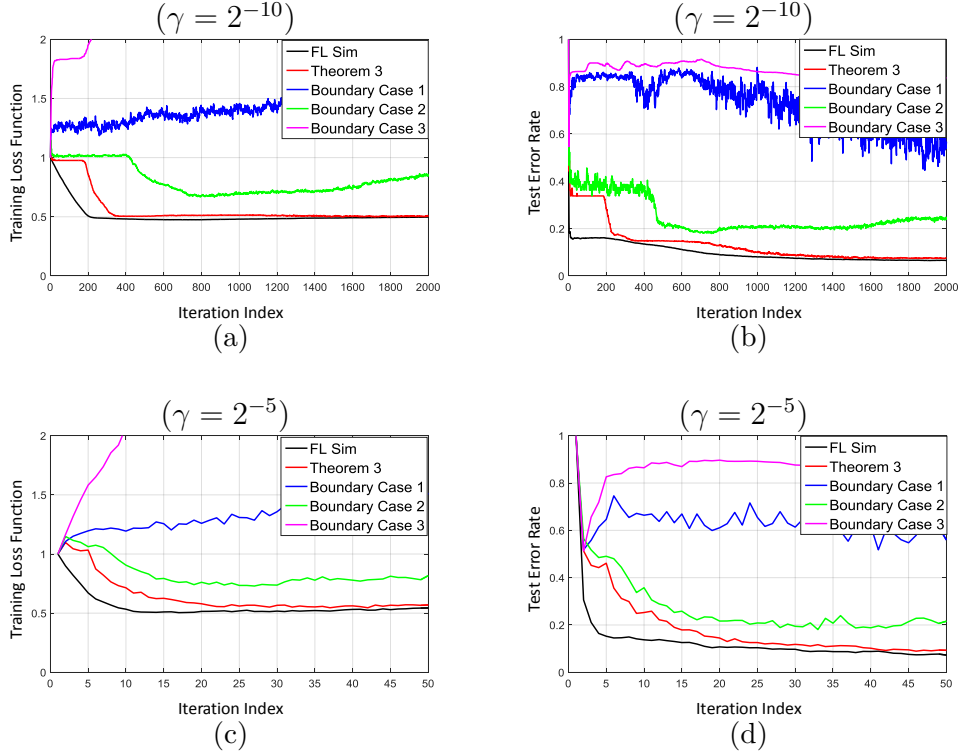 (γ = 2⁻¹⁰)
Training Loss Function
2
1.5
1
0.5
0
0 200 400 600 800 1000 1200 1400 1600 1800 2000
Iteration Index
FL Sim
Theorem 3
Boundary Case 1
Boundary Case 2
Boundary Case 3
(a)
(γ = 2⁻¹⁰)
Test Error Rate
1
0.8
0.6
0.4
0.2
0
0 200 400 600 800 1000 1200 1400 1600 1800 2000
Iteration Index
FL Sim
Theorem 3
Boundary Case 1
Boundary Case 2
Boundary Case 3
(b)
(γ = 2⁻⁵)
Training Loss Function
2
1.5
1
0.5
0
0 5 10 15 20 25 30 35 40 45 50
Iteration Index
FL Sim
Theorem 3
Boundary Case 1
Boundary Case 2
Boundary Case 3
(c)
(γ = 2⁻⁵)
Test Error Rate
1
0.8
0.6
0.4
0.2
0
0 5 10 15 20 25 30 35 40 45 50
Iteration Index
FL Sim
Theorem 3
Boundary Case 1
Boundary Case 2
Boundary Case 3
(d)